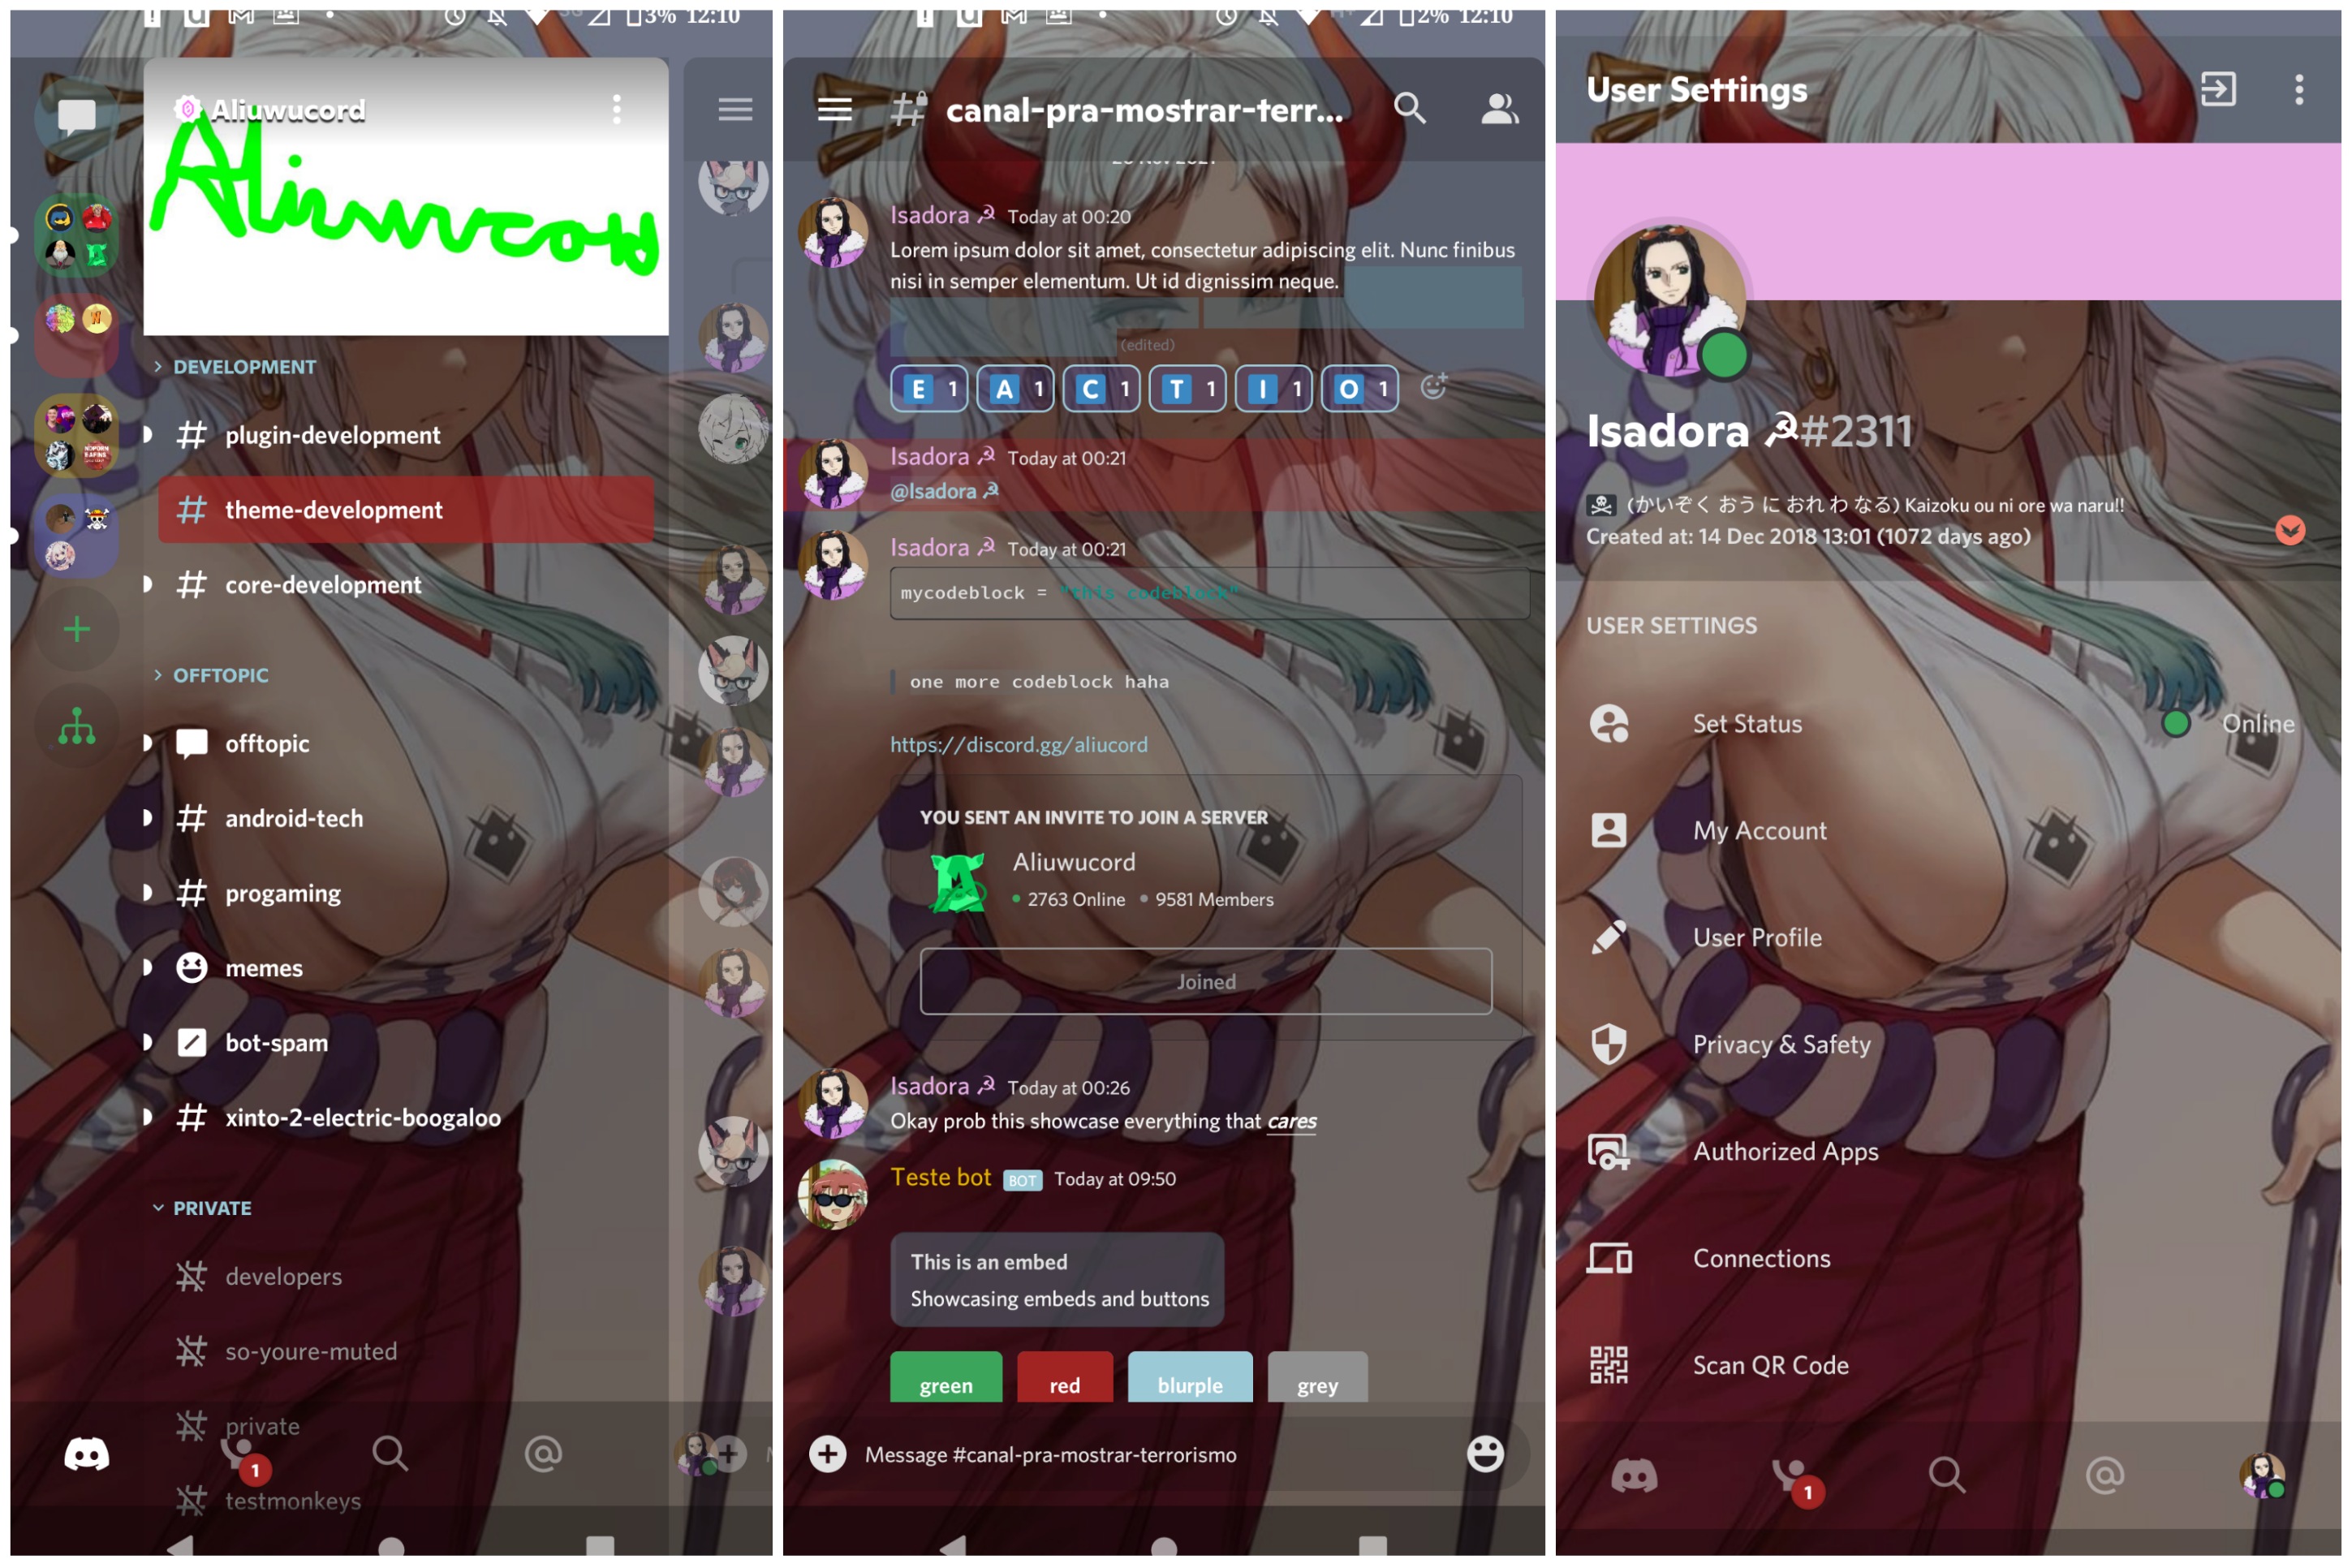 3% 12:10
Aliuwucord
Aliuwucord
DEVELOPMENT
plugin-development
theme-development
core-development
OFFTOPIC
offtopic
android-tech
progaming
memes
bot-spam
xinto-2-electric-boogaloo
PRIVATE
developers
so-youre-muted
private
1
testmonkeys
2% 12:10
canal-pra-mostrar-terr...
Isadora ☭ Today at 00:20
Lorem ipsum dolor sit amet, consectetur adipiscing elit. Nunc finibus
nisi in semper elementum. Ut id dignissim neque.
(edited)
E 1 A 1 C 1 T 1 I 1 O 1
Isadora ☭ Today at 00:21
@Isadora ☭
Isadora ☭ Today at 00:21
mycodeblock = "this codeblock"
one more codeblock haha
https://discord.gg/aliucord
YOU SENT AN INVITE TO JOIN A SERVER
Aliuwucord
2763 Online 9581 Members
Joined
Isadora ☭ Today at 00:26
Okay prob this showcase everything that cares
Teste bot BOT Today at 09:50
This is an embed
Showcasing embeds and buttons
green red blurple grey
Message #canal-pra-mostrar-terrorismo
User Settings
Isadora ☭#2311
(かいぞく おう に おれ わ なる) Kaizoku ou ni ore wa naru!!
Created at: 14 Dec 2018 13:01 (1072 days ago)
USER SETTINGS
Set Status Online
My Account
User Profile
Privacy & Safety
Authorized Apps
Connections
Scan QR Code
1